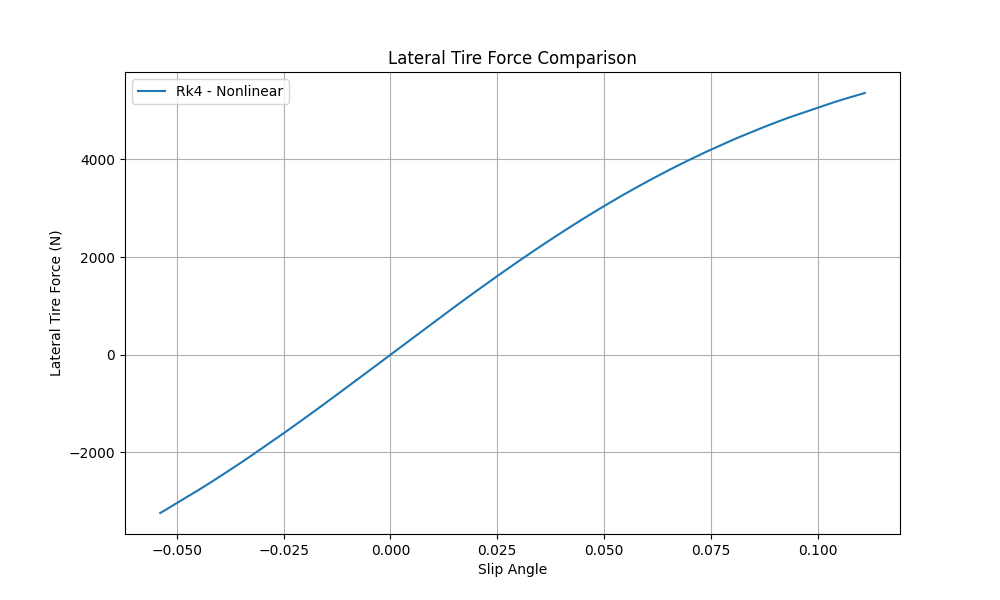 Lateral Tire Force Comparison
Rk4 - Nonlinear
Lateral Tire Force (N)
4000
2000
0
−2000
−0.050 −0.025 0.000 0.025 0.050 0.075 0.100
Slip Angle